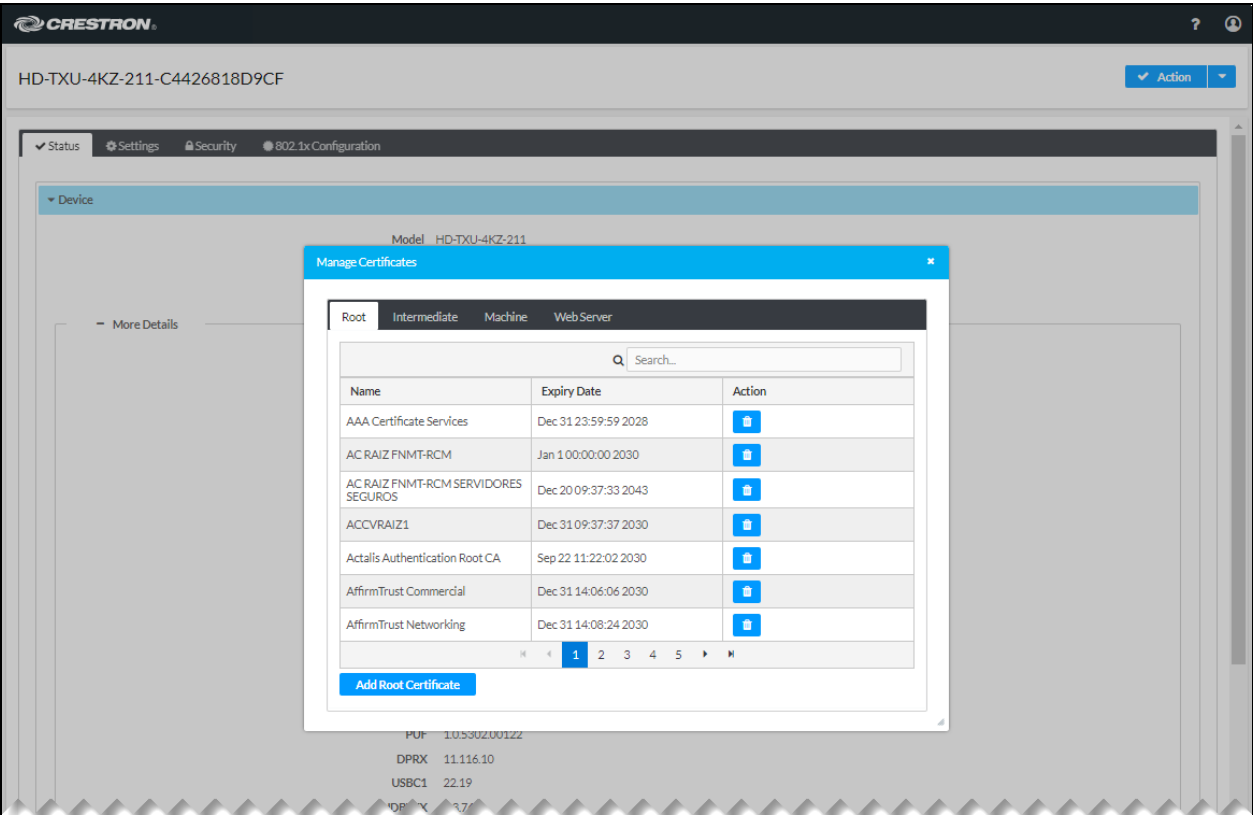 CRESTRON®
?
HD-TXU-4KZ-211-C4426818D9CF
Action
Status Settings Security 802.1x Configuration
Device
Model HD-TXU-4KZ-211
Manage Certificates
More Details
Root Intermediate Machine Web Server
Search...
Name Expiry Date Action
AAA Certificate Services Dec 31 23:59:59 2028
AC RAIZ FNMT-RCM Jan 1 00:00:00 2030
AC RAIZ FNMT-RCM SERVIDORES
SEGUROS Dec 20 09:37:33 2043
ACCVRAIZ1 Dec 31 09:37:37 2030
Actalis Authentication Root CA Sep 22 11:22:02 2030
AffirmTrust Commercial Dec 31 14:06:06 2030
AffirmTrust Networking Dec 31 14:08:24 2030
1 2 3 4 5
Add Root Certificate
PUF 1.0.5302.00122
DPRX 11.116.10
USBC1 22.19